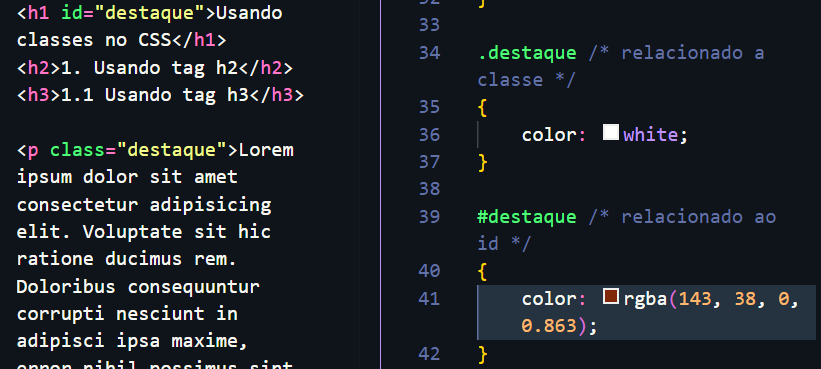 <h1 id="destaque">Usando
classes no CSS</h1>
<h2>1. Usando tag h2</h2>
<h3>1.1 Usando tag h3</h3>
<p class="destaque">Lorem
ipsum dolor sit amet
consectetur adipisicing
elit. Voluptate sit hic
ratione ducimus rem.
Doloribus consequuntur
corrupti nesciunt in
adipisci ipsa maxime,
32 }
33
34 .destaque /* relacionado a
classe */
35 {
36 color: white;
37 }
38
39 #destaque /* relacionado ao
id */
40 {
41 color: rgba(143, 38, 0,
0.863);
42 }